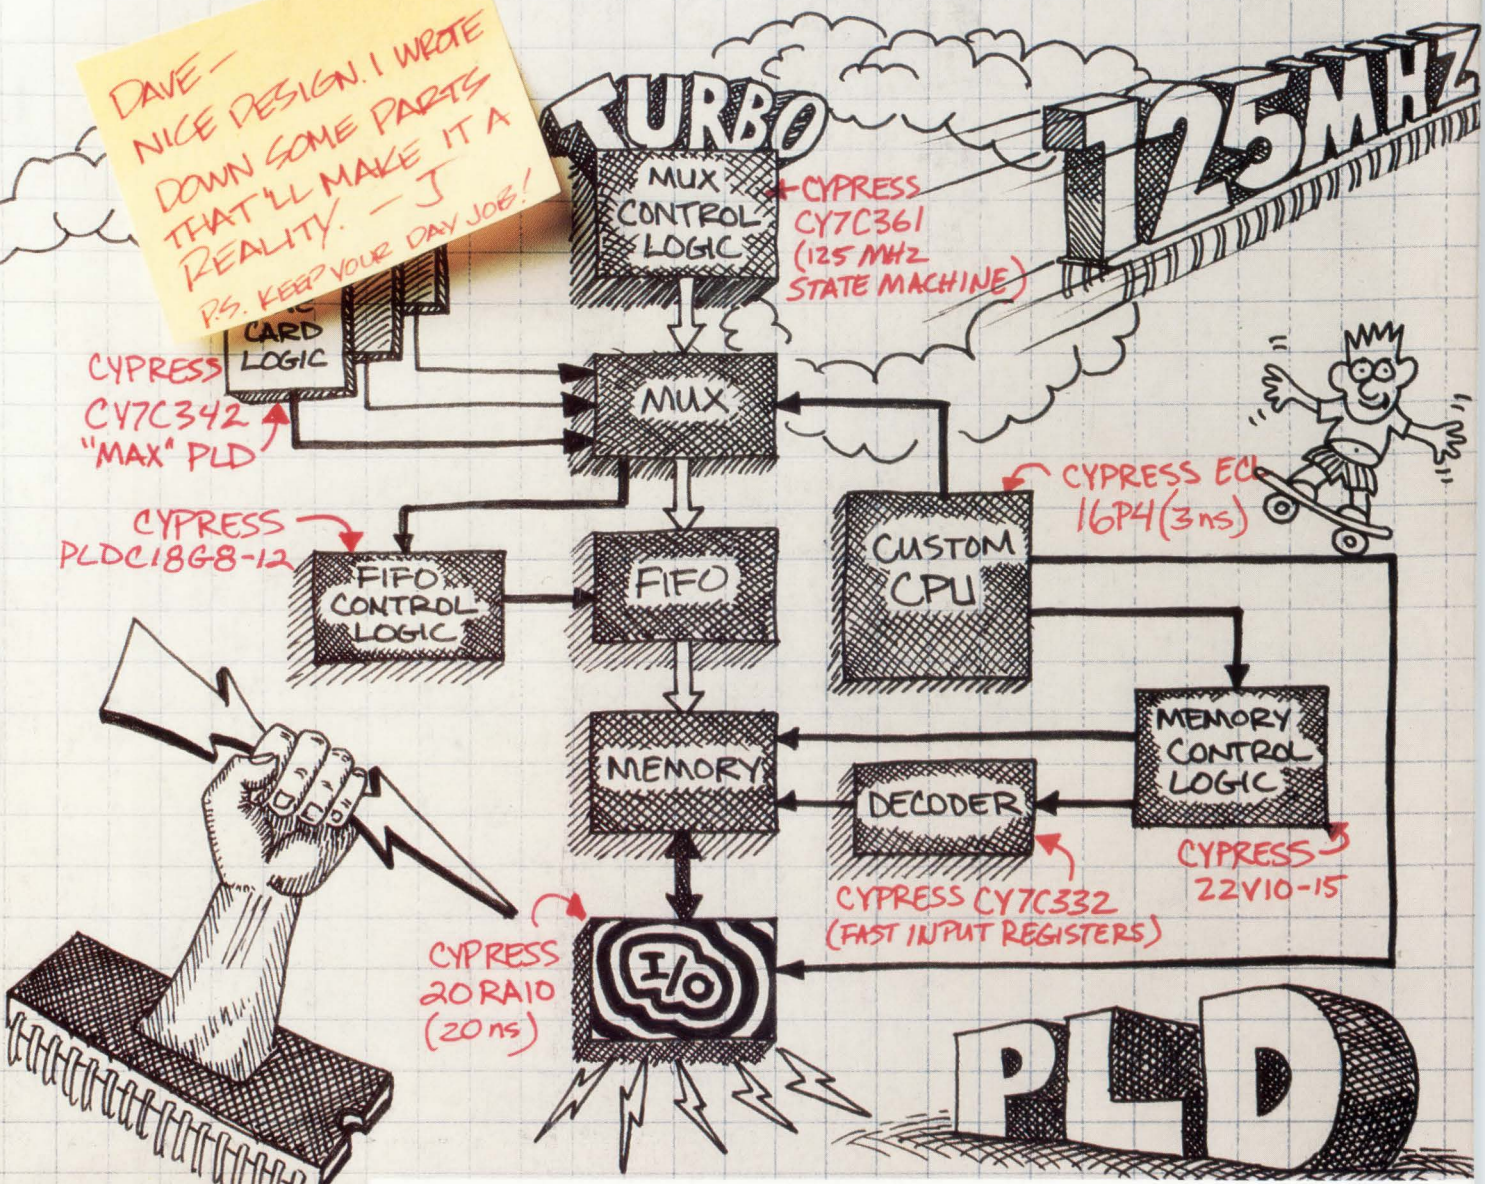 DAVE-
NICE DESIGN. I WROTE
DOWN SOME PARTS
THAT'LL MAKE IT A
REALITY. - J
P.S. KEEP YOUR DAY JOB!
TURBO
125MHZ
MUX
CONTROL
LOGIC
CYPRESS
CY7C361
(125 MHZ
STATE MACHINE)
CARD
LOGIC
CYPRESS
CY7C342
"MAX" PLD
MUX
CYPRESS
PLDC18G8-12
FIFO
CONTROL
LOGIC
FIFO
CUSTOM
CPU
CYPRESS ECL
16P4 (3ns)
MEMORY
MEMORY
CONTROL
LOGIC
DECODER
CYPRESS
22V10-15
CYPRESS CY7C332
(FAST INPUT REGISTERS)
CYPRESS
20RA10
(20ns)
I/O
PLD